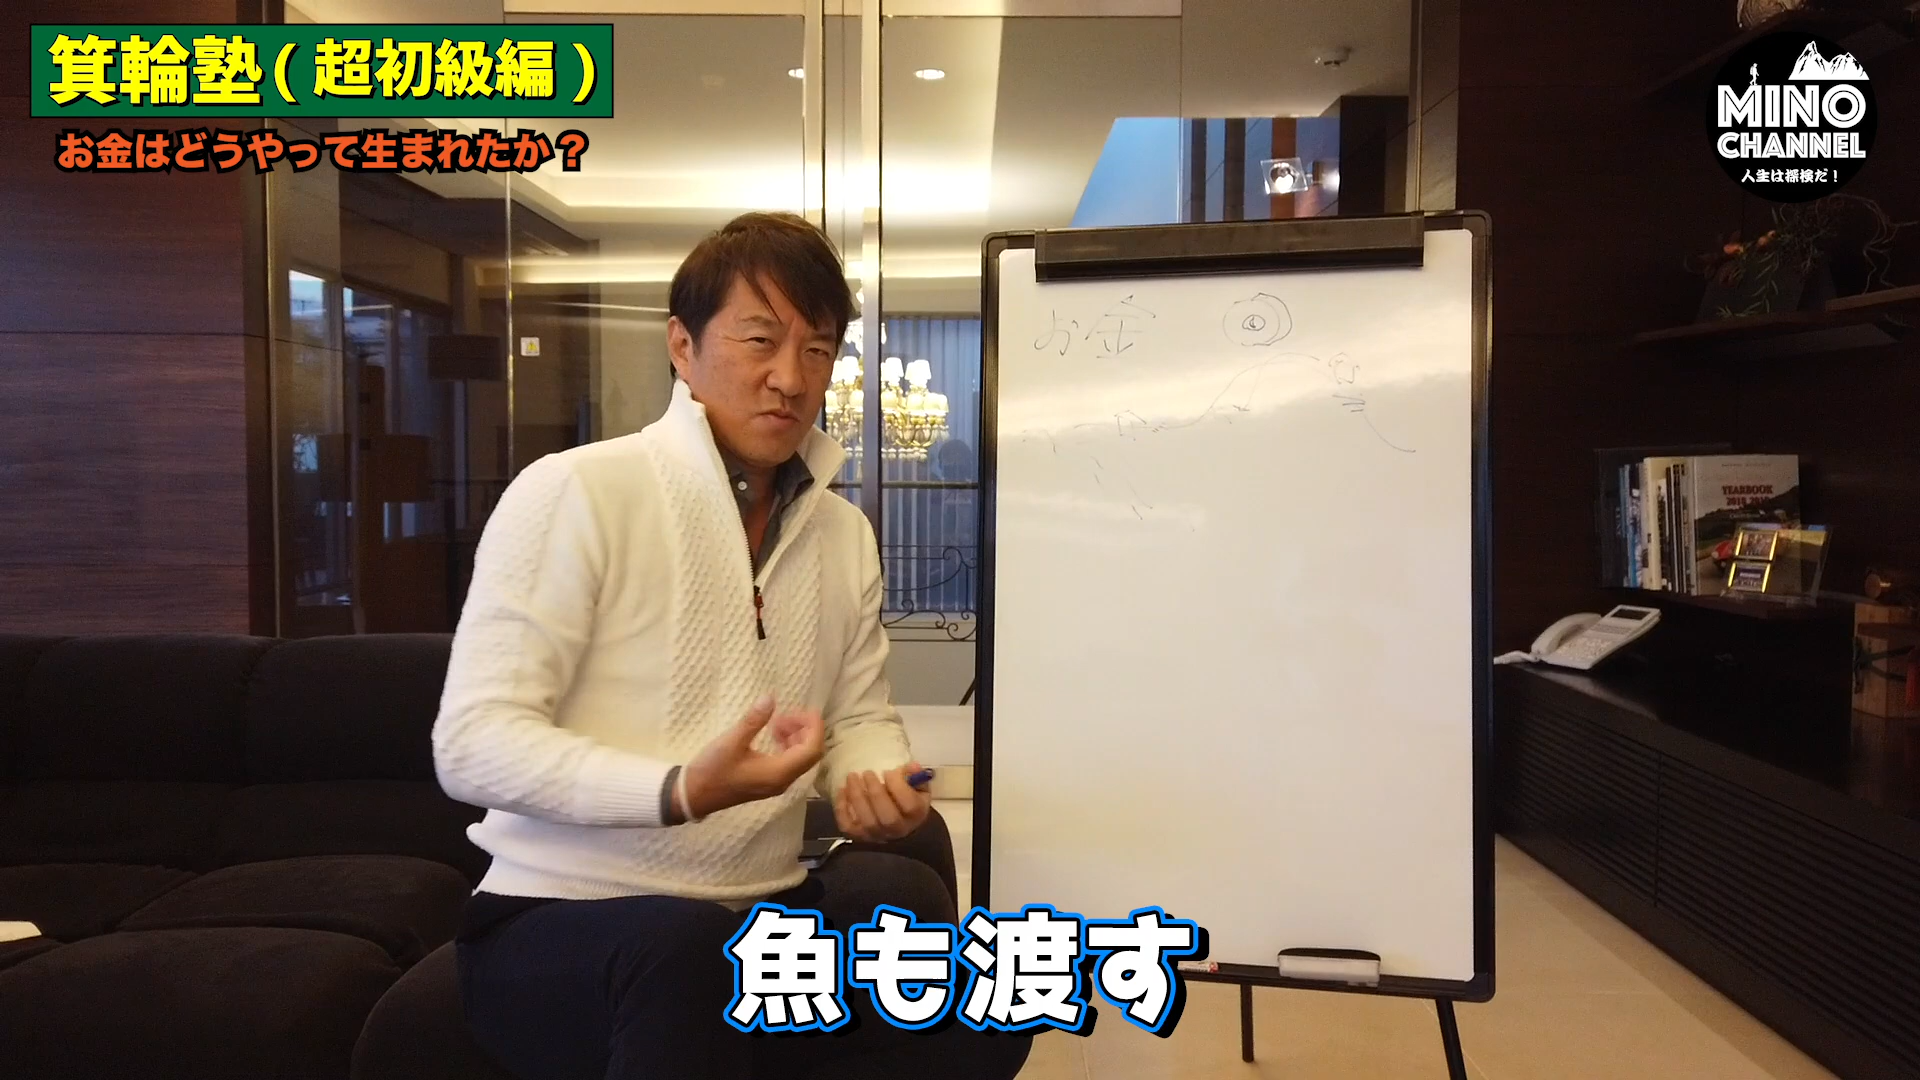 箕輪塾(超初級編)
お金はどうやって生まれたか？
MINO
CHANNEL
人生は探検だ！
お金
YEARBOOK
魚も渡す